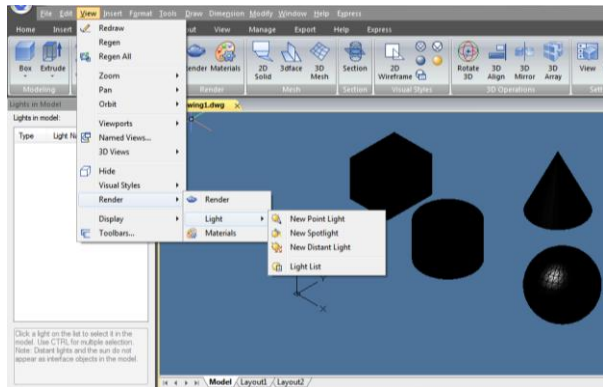 File Edit View Insert Format Tools Draw Dimension Modify Window Help Express
Home Insert out View Manage Export Help Express
Box Extrude ender Materials 2D Solid 3dface 3D Mesh Section 2D Wireframe Rotate 3D 3D Align 3D Mirror 3D Array View
Modeling Render Mesh Section Visual Styles 3D Operations
Redraw
Regen
Regen All
Zoom
Pan
Orbit
Viewports
Named Views...
3D Views
Hide
Visual Styles
Render
Display
Toolbars...
Render
Light
Materials
New Point Light
New Spotlight
New Distant Light
Light List
Lights in Model
wing1.dwg
Lights in model:
Type Light N
Click a light on the list to select it in the
model. Use CTRL for multiple selection.
Note: Distant lights and the sun do not
appear as interface objects in the model.
X
Model Layout1 Layout2